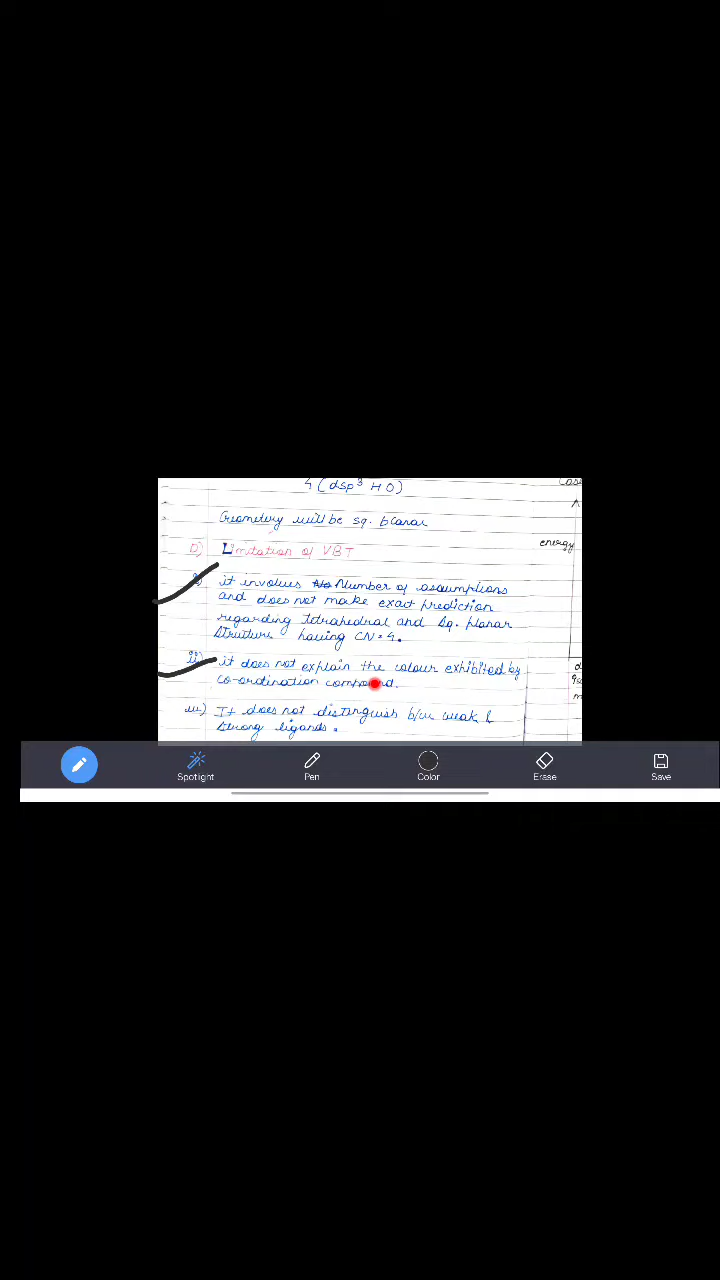 4 (dsp³ HO)
Geometry will be sq. planar
energy
D) Limitation of VBT
i) it involves Number of assumptions
and does not make exact prediction
regarding tetrahedral and Sq. planar
Structure having CN = 4.
ii) it does not explain the colour exhibited by
co-ordination compound.
iii) It does not distinguish b/w weak &
Strong ligands.
Spotlight
Pen
Color
Erase
Save